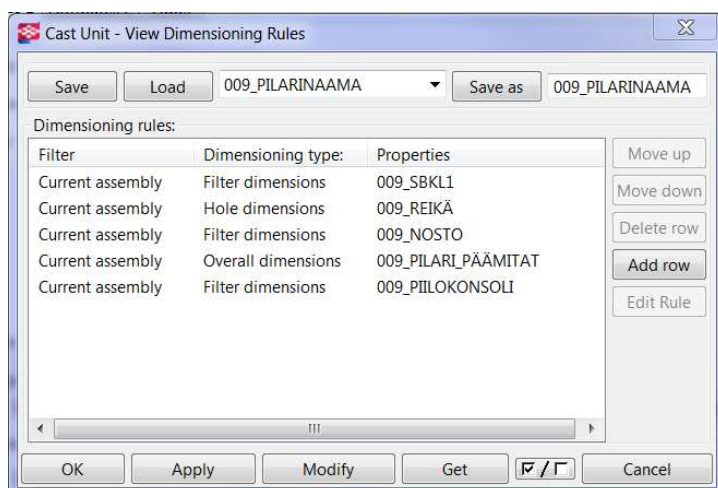 Cast Unit - View Dimensioning Rules
Save Load 009_PILARINAAMA Save as 009_PILARINAAMA
Dimensioning rules:
Filter Dimensioning type: Properties
Current assembly Filter dimensions 009_SBKL1
Current assembly Hole dimensions 009_REIKÄ
Current assembly Filter dimensions 009_NOSTO
Current assembly Overall dimensions 009_PILARI_PÄÄMITAT
Current assembly Filter dimensions 009_PIILOKONSOLI
Move up
Move down
Delete row
Add row
Edit Rule
OK Apply Modify Get / Cancel